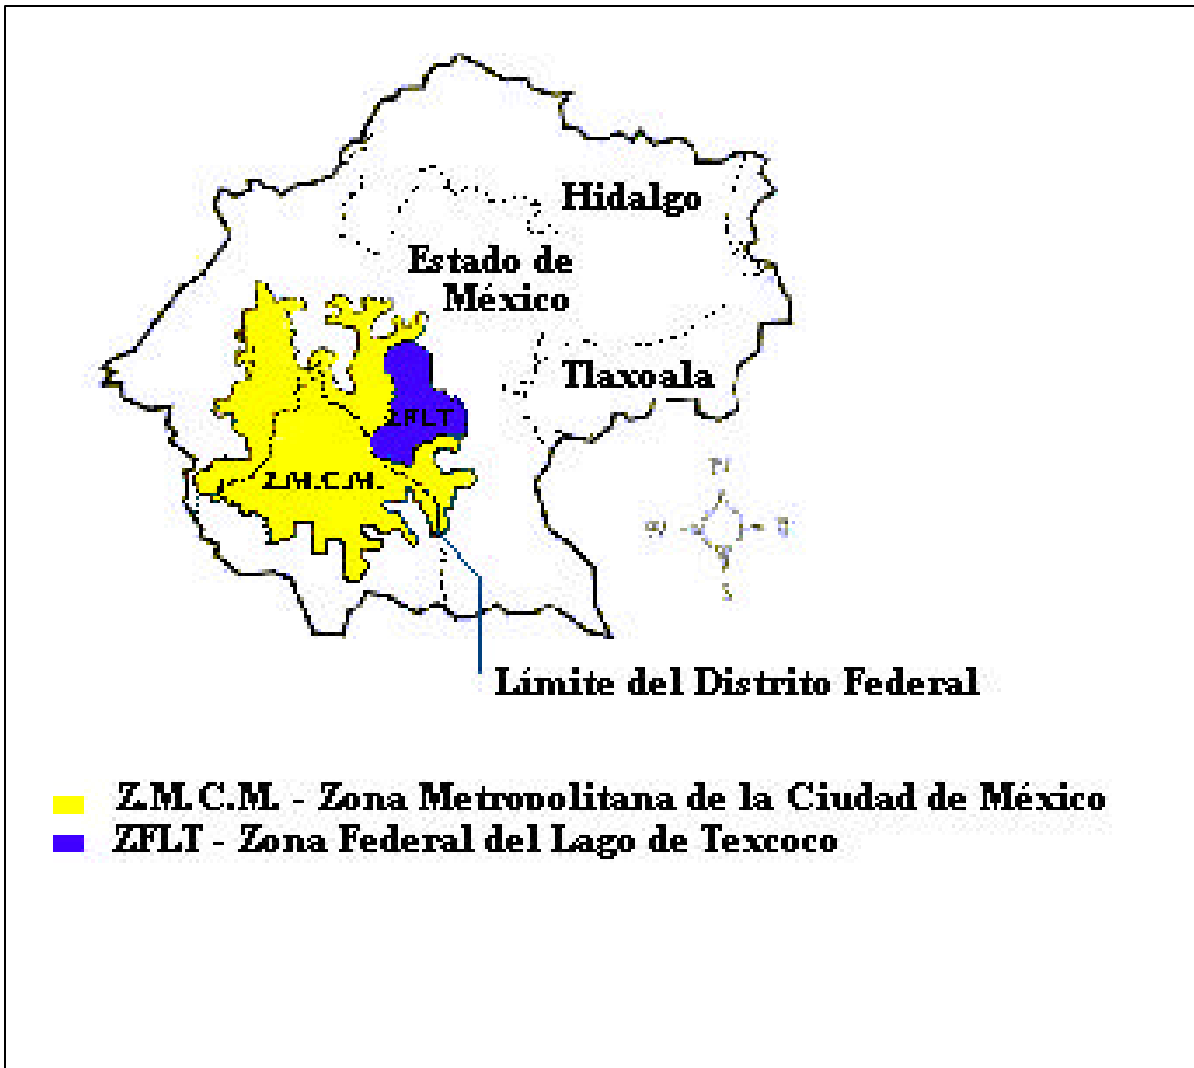 Hidalgo
Estado de
México
Tlaxoala
ZFLT
Z.M.C.M.
N
S
Límite del Distrito Federal
Z.M.C.M. - Zona Metropolitana de la Ciudad de México
ZFLT - Zona Federal del Lago de Texcoco